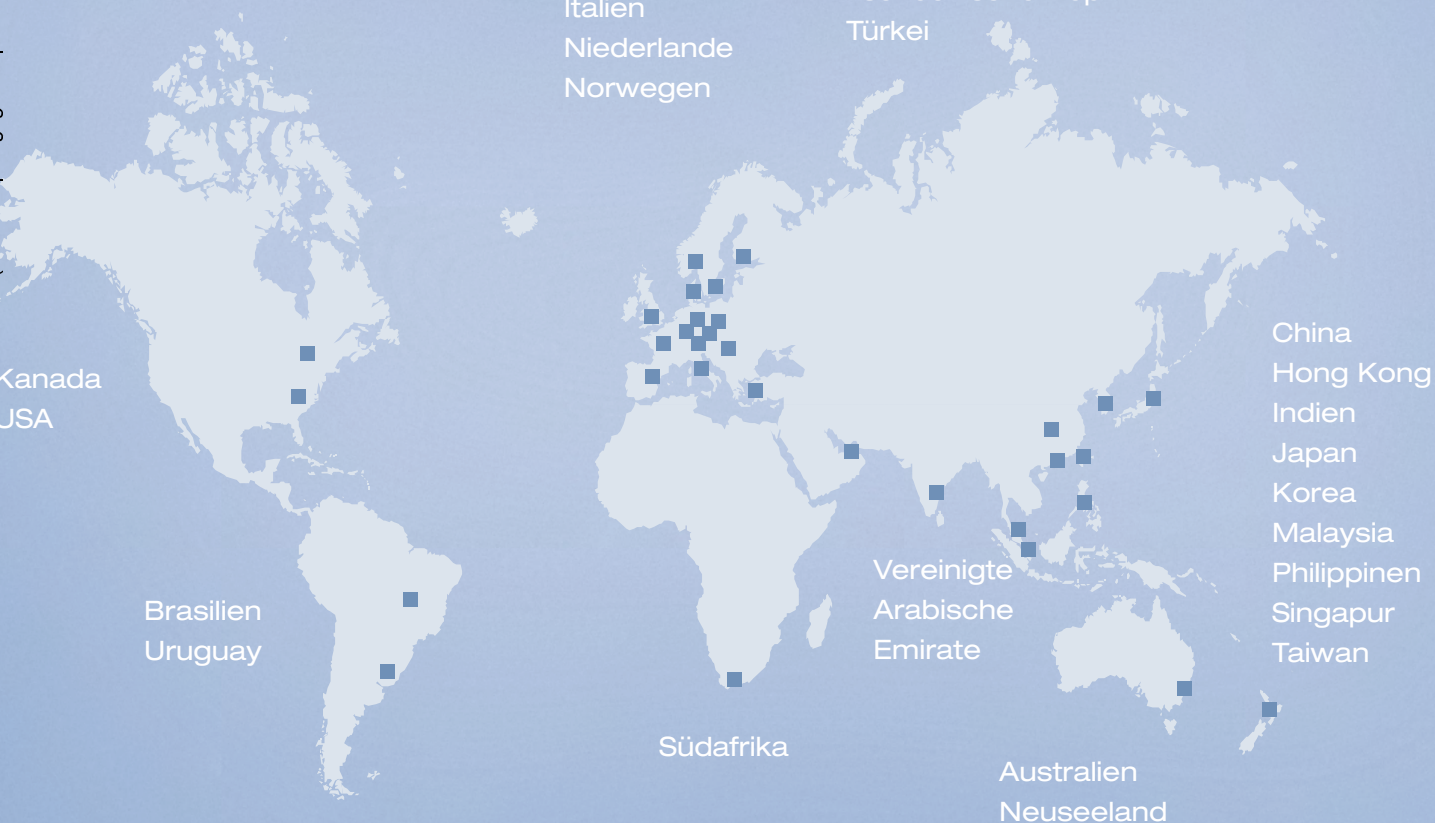 Italien
Niederlande
Norwegen
Türkei
Kanada
USA
Brasilien
Uruguay
Südafrika
Vereinigte
Arabische
Emirate
Australien
Neuseeland
China
Hong Kong
Indien
Japan
Korea
Malaysia
Philippinen
Singapur
Taiwan